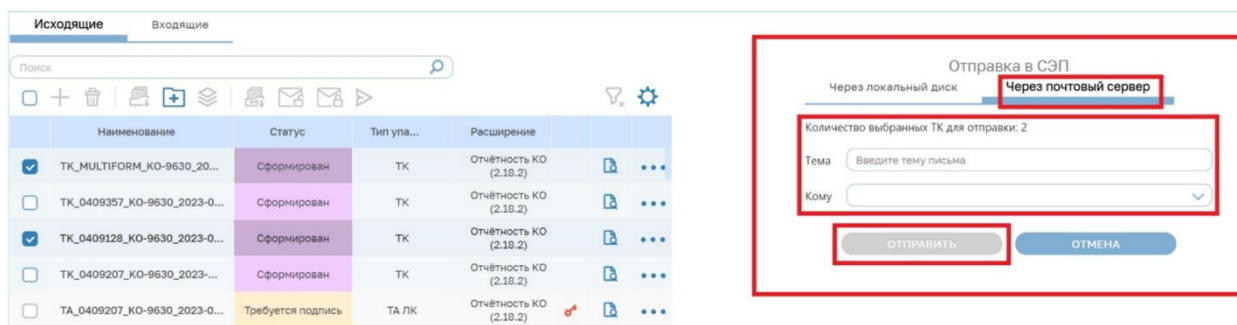 Исходящие Входящие
Поиск
Наименование Статус Тип упа... Расширение
TK_MULTIFORM_KO-9630_20... Сформирован ТК Отчётность КО (2.18.2)
TK_0409357_KO-9630_2023-0... Сформирован ТК Отчётность КО (2.18.2)
TK_0409128_KO-9630_2023-0... Сформирован ТК Отчётность КО (2.18.2)
TK_0409207_KO-9630_2023-... Сформирован ТК Отчётность КО (2.18.2)
TA_0409207_KO-9630_2023-0... Требуется подпись ТА ЛК Отчётность КО (2.18.2)
Отправка в СЭП
Через локальный диск Через почтовый сервер
Количество выбранных ТК для отправки: 2
Тема Введите тему письма
Кому
ОТПРАВИТЬ ОТМЕНА